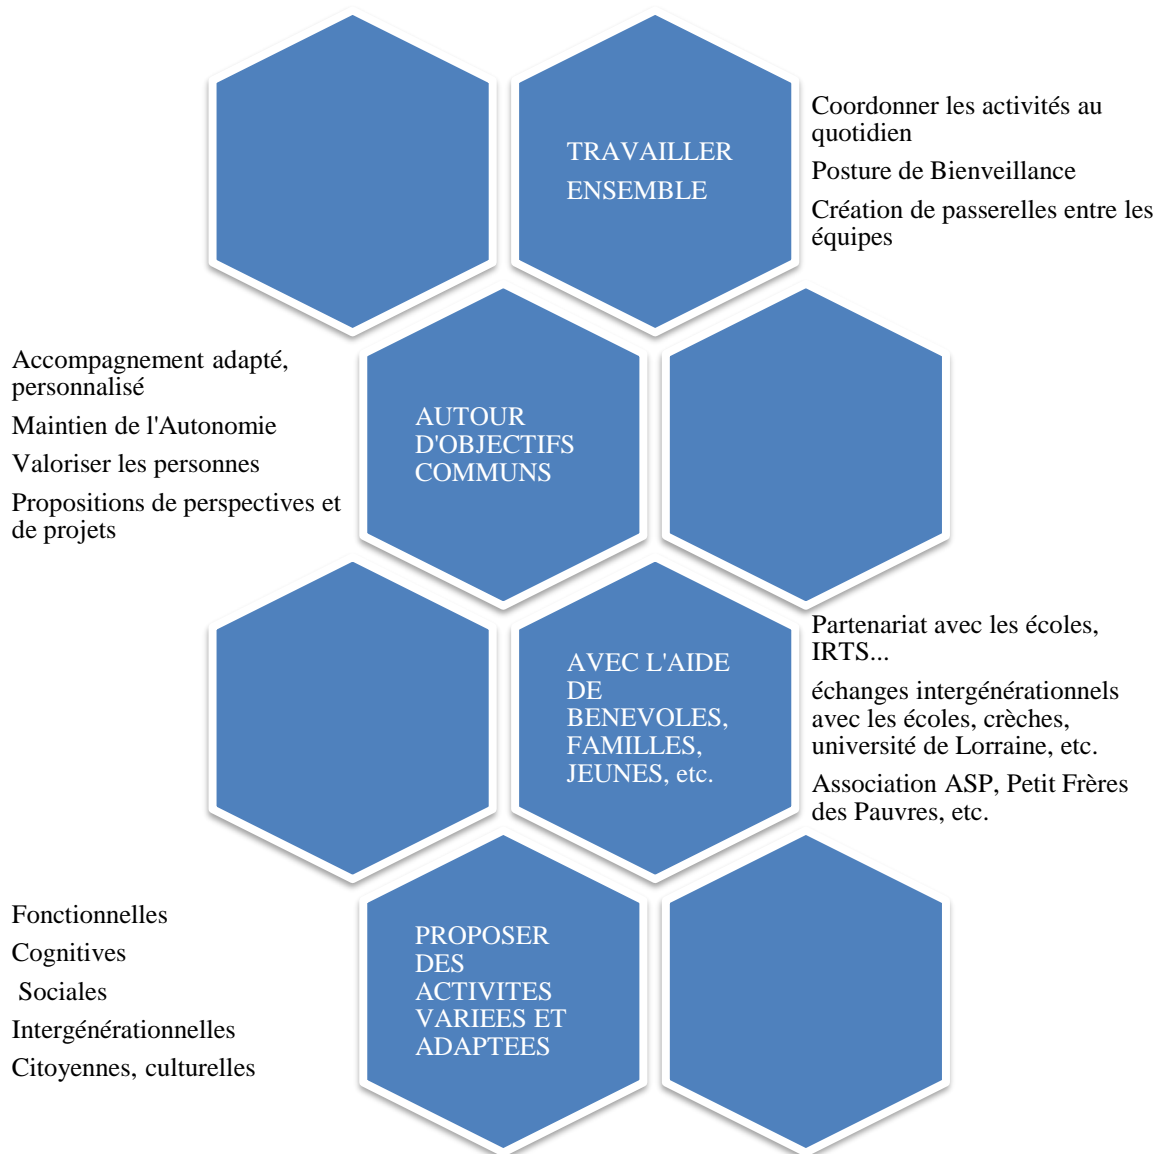 TRAVAILLER
ENSEMBLE
Coordonner les activités au
quotidien
Posture de Bienveillance
Création de passerelles entre les
équipes
Accompagnement adapté,
personnalisé
Maintien de l'Autonomie
Valoriser les personnes
Propositions de perspectives et
de projets
AUTOUR
D'OBJECTIFS
COMMUNS
AVEC L'AIDE
DE
BENEVOLES,
FAMILLES,
JEUNES, etc.
Partenariat avec les écoles,
IRTS...
échanges intergénérationnels
avec les écoles, crèches,
université de Lorraine, etc.
Association ASP, Petit Frères
des Pauvres, etc.
Fonctionnelles
Cognitives
Sociales
Intergénérationnelles
Citoyennes, culturelles
PROPOSER
DES
ACTIVITES
VARIEES ET
ADAPTEES